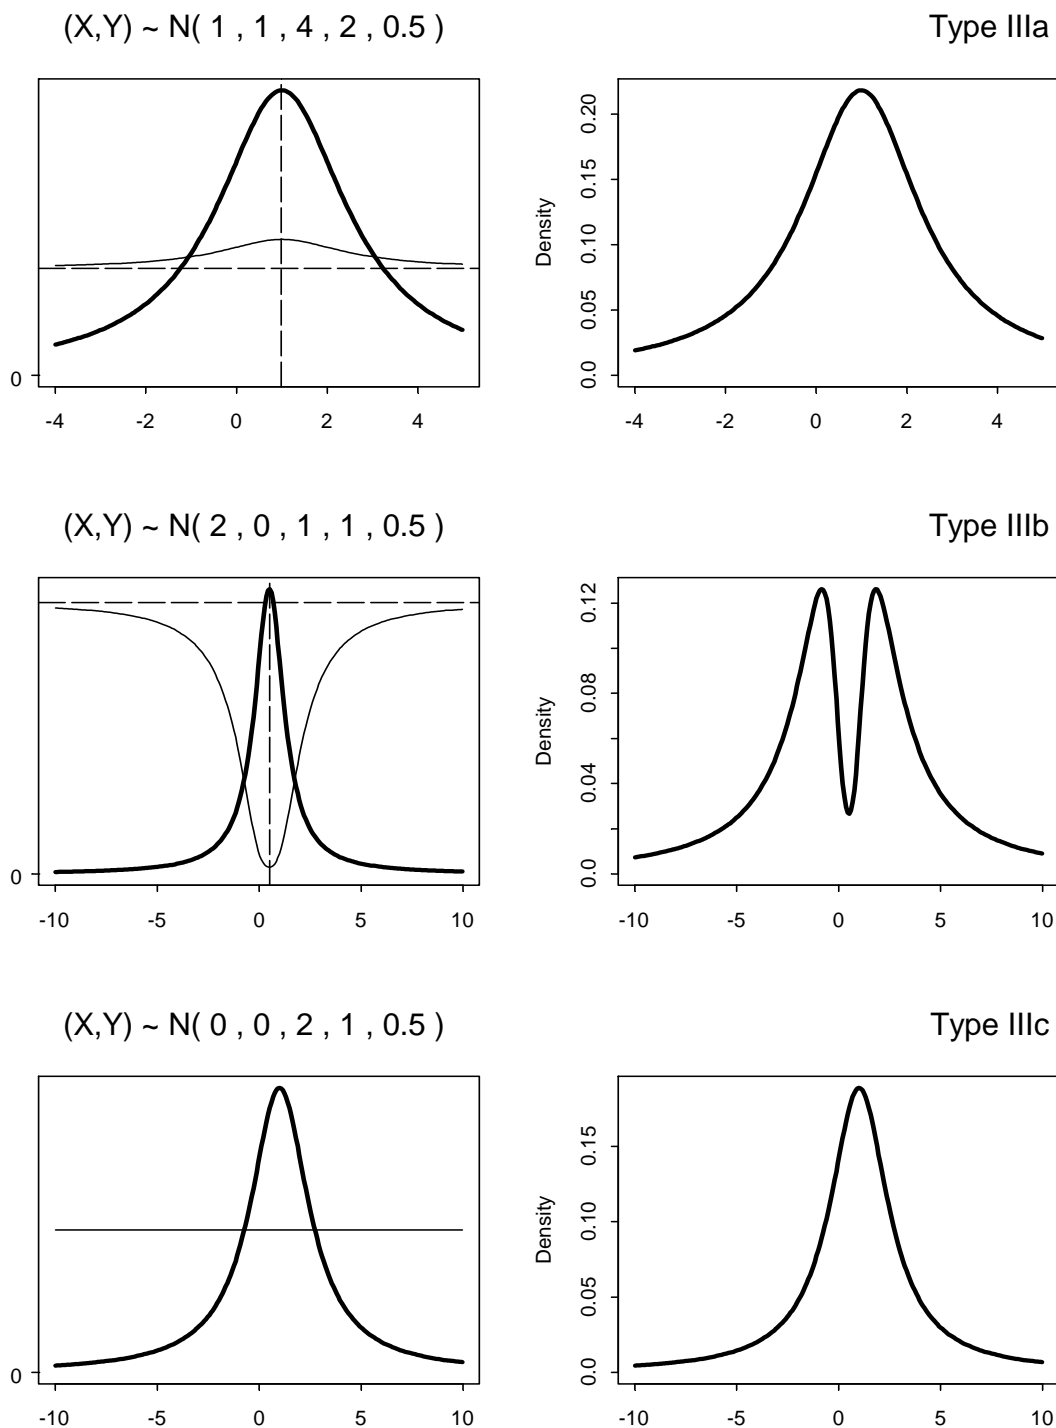 (X,Y) ~ N( 1 , 1 , 4 , 2 , 0.5 )
Type IIIa
0
-4 -2 0 2 4
Density
0.0 0.05 0.10 0.15 0.20
-4 -2 0 2 4
(X,Y) ~ N( 2 , 0 , 1 , 1 , 0.5 )
Type IIIb
0
-10 -5 0 5 10
Density
0.0 0.04 0.08 0.12
-10 -5 0 5 10
(X,Y) ~ N( 0 , 0 , 2 , 1 , 0.5 )
Type IIIc
0
-10 -5 0 5 10
Density
0.0 0.05 0.10 0.15
-10 -5 0 5 10